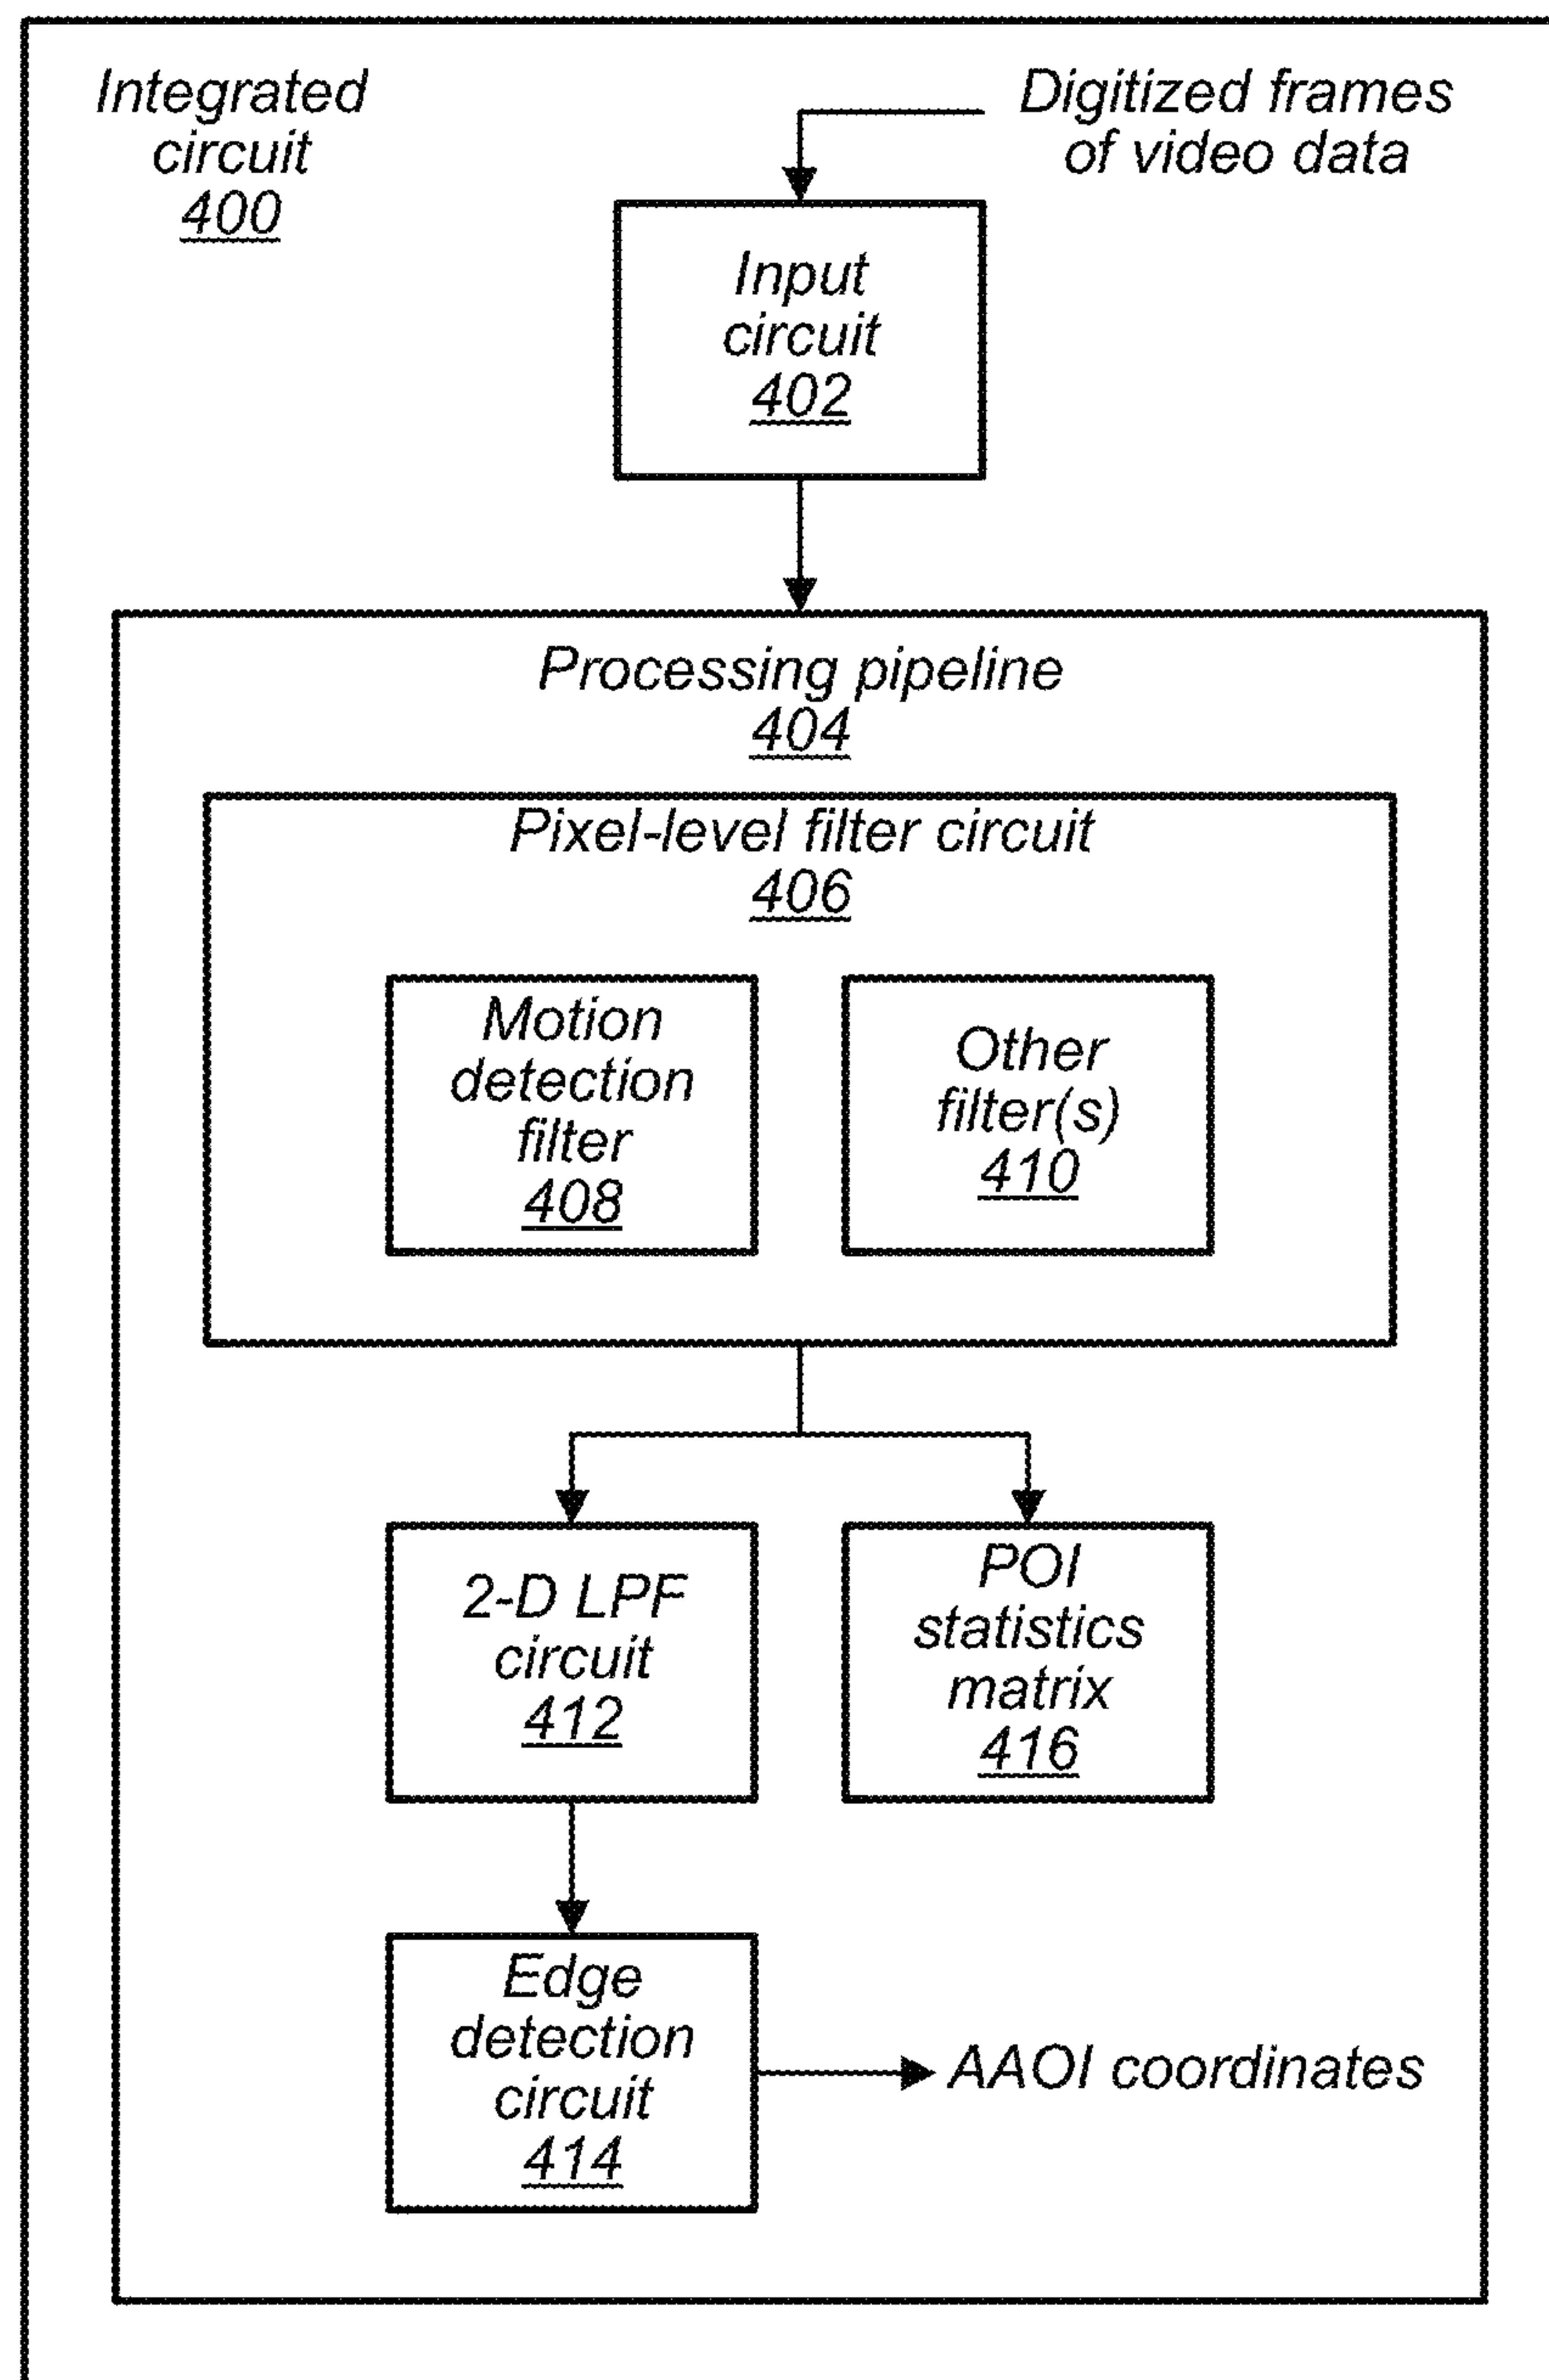 Integrated
circuit
400
Digitized frames
of video data
Input
circuit
402
Processing pipeline
404
Pixel-level filter circuit
406
Motion
detection
filter
408
Other
filter(s)
410
2-D LPF
circuit
412
POI
statistics
matrix
416
Edge
detection
circuit
414
AAOI coordinates